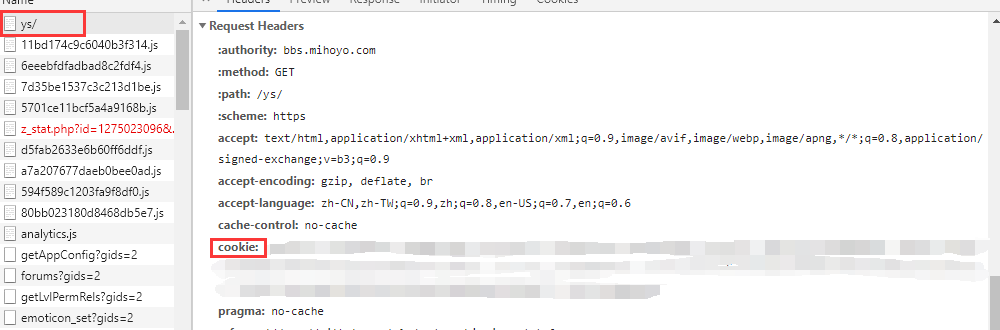 Name
ys/
11bd174c9c6040b3f314.js
6eeebfdfadbad8c2fdf4.js
7d35be1537c3c213d1be.js
5701ce11bcf5a4a9168b.js
z_stat.php?id=1275023096&.
d5fab2633e6b60ff6ddf.js
a7a207677daeb0bee0ad.js
594f589c1203fa9f8df0.js
80bb023180d8468db5e7.js
analytics.js
getAppConfig?gids=2
forums?gids=2
getLvlPermRels?gids=2
emoticon_set?gids=2
Headers Preview Response Initiator Timing Cookies
▼ Request Headers
:authority: bbs.mihoyo.com
:method: GET
:path: /ys/
:scheme: https
accept: text/html,application/xhtml+xml,application/xml;q=0.9,image/avif,image/webp,image/apng,*/*;q=0.8,application/
signed-exchange;v=b3;q=0.9
accept-encoding: gzip, deflate, br
accept-language: zh-CN,zh-TW;q=0.9,zh;q=0.8,en-US;q=0.7,en;q=0.6
cache-control: no-cache
cookie:
pragma: no-cache